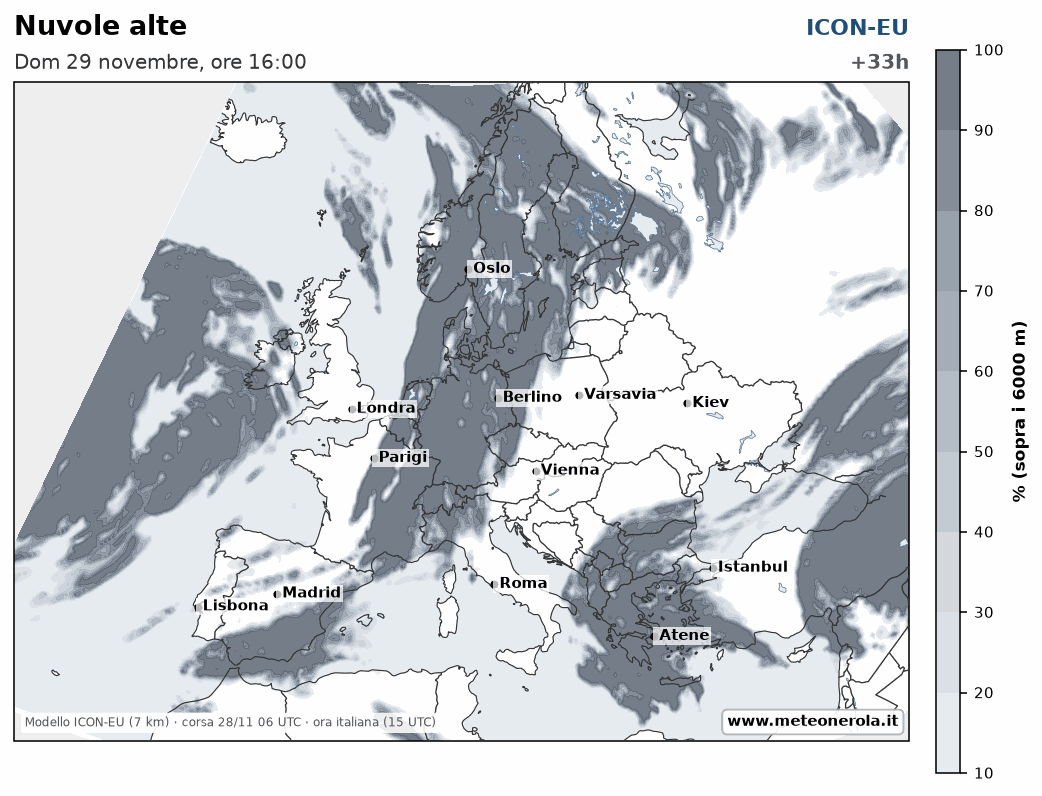 Nuvole alte
ICON-EU
Dom 29 novembre, ore 16:00
+33h
100
90
80
70
60
50
40
30
20
10
% (sopra i 6000 m)
Oslo
Berlino
Varsavia
Kiev
Londra
Parigi
Vienna
Istanbul
Roma
Madrid
Lisbona
Atene
Modello ICON-EU (7 km) · corsa 28/11 06 UTC · ora italiana (15 UTC)
www.meteonerola.it